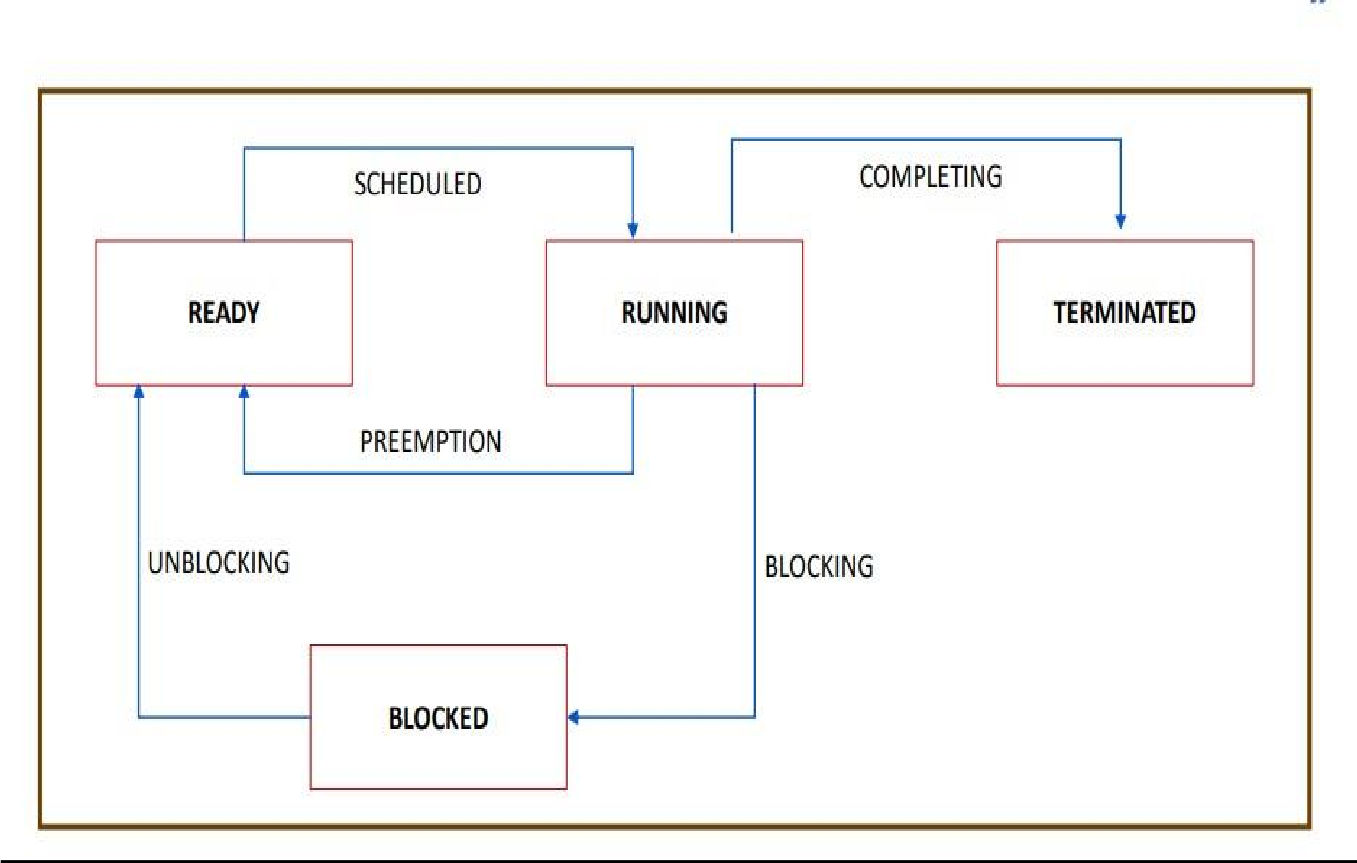 SCHEDULED
COMPLETING
READY
RUNNING
TERMINATED
PREEMPTION
UNBLOCKING
BLOCKING
BLOCKED